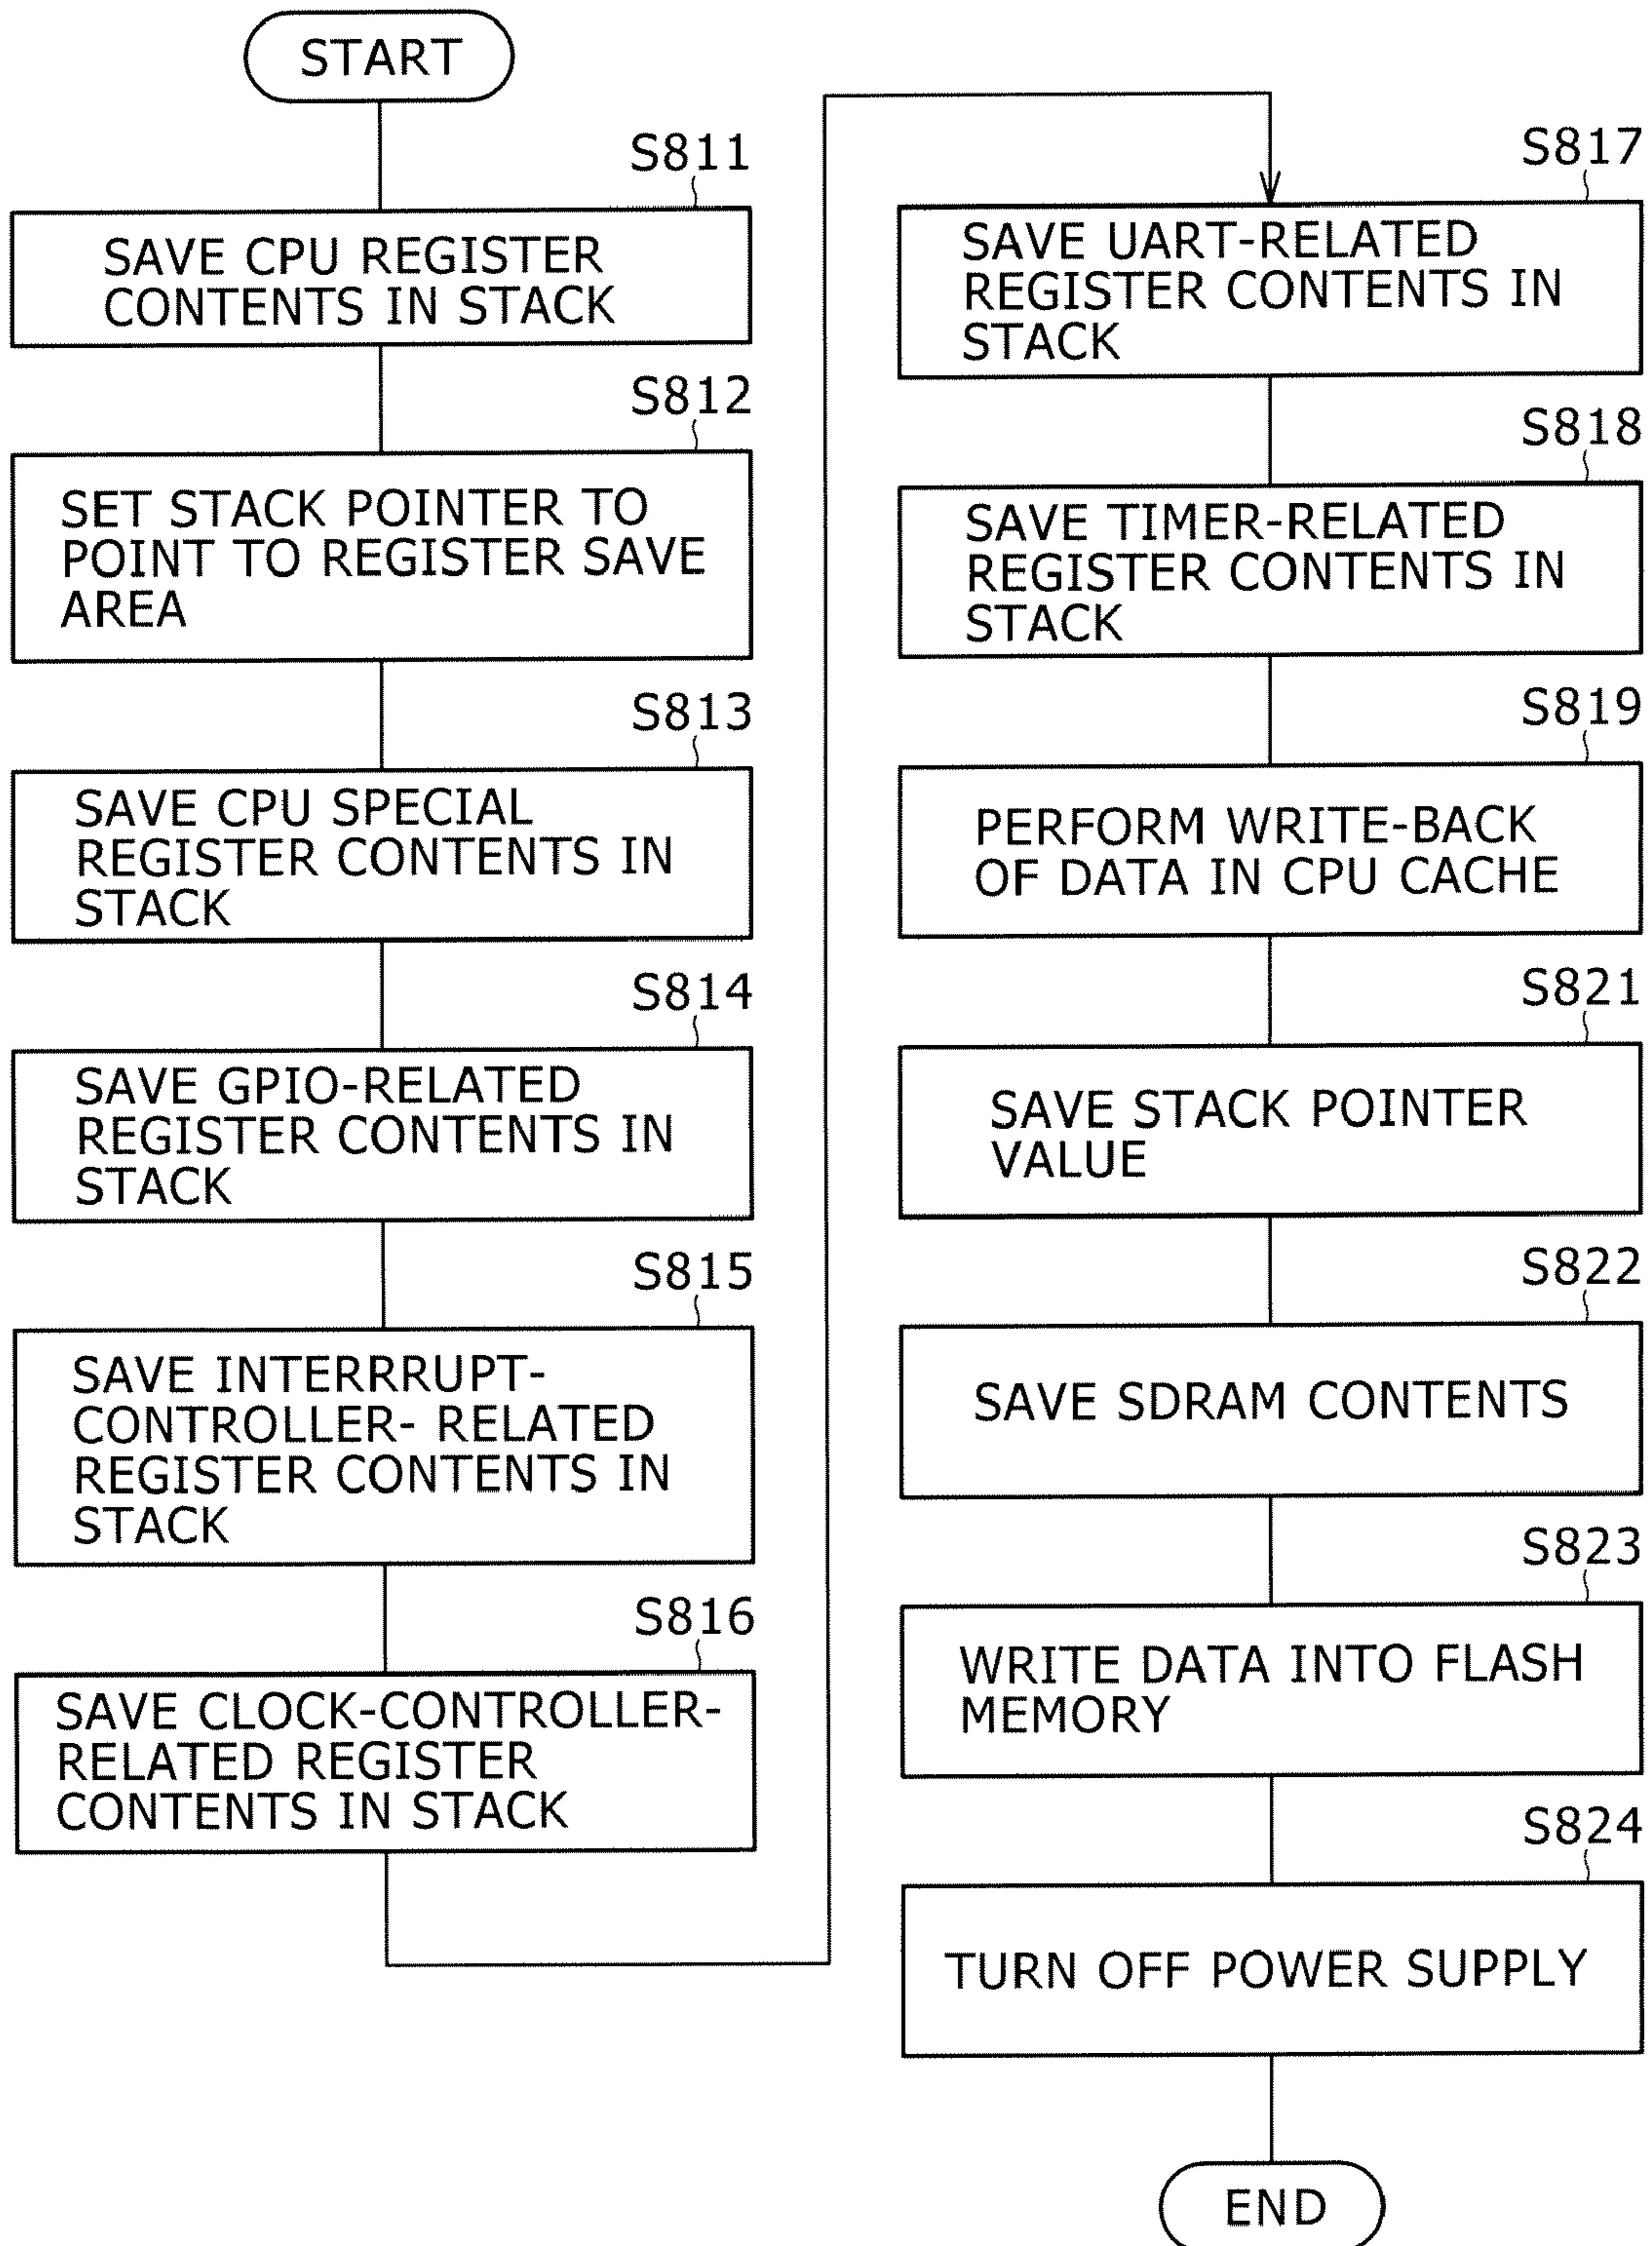 START
S811
SAVE CPU REGISTER
CONTENTS IN STACK
S812
SET STACK POINTER TO
POINT TO REGISTER SAVE
AREA
S813
SAVE CPU SPECIAL
REGISTER CONTENTS IN
STACK
S814
SAVE GPIO-RELATED
REGISTER CONTENTS IN
STACK
S815
SAVE INTERRRUPT-
CONTROLLER- RELATED
REGISTER CONTENTS IN
STACK
S816
SAVE CLOCK-CONTROLLER-
RELATED REGISTER
CONTENTS IN STACK
S817
SAVE UART-RELATED
REGISTER CONTENTS IN
STACK
S818
SAVE TIMER-RELATED
REGISTER CONTENTS IN
STACK
S819
PERFORM WRITE-BACK
OF DATA IN CPU CACHE
S821
SAVE STACK POINTER
VALUE
S822
SAVE SDRAM CONTENTS
S823
WRITE DATA INTO FLASH
MEMORY
S824
TURN OFF POWER SUPPLY
END